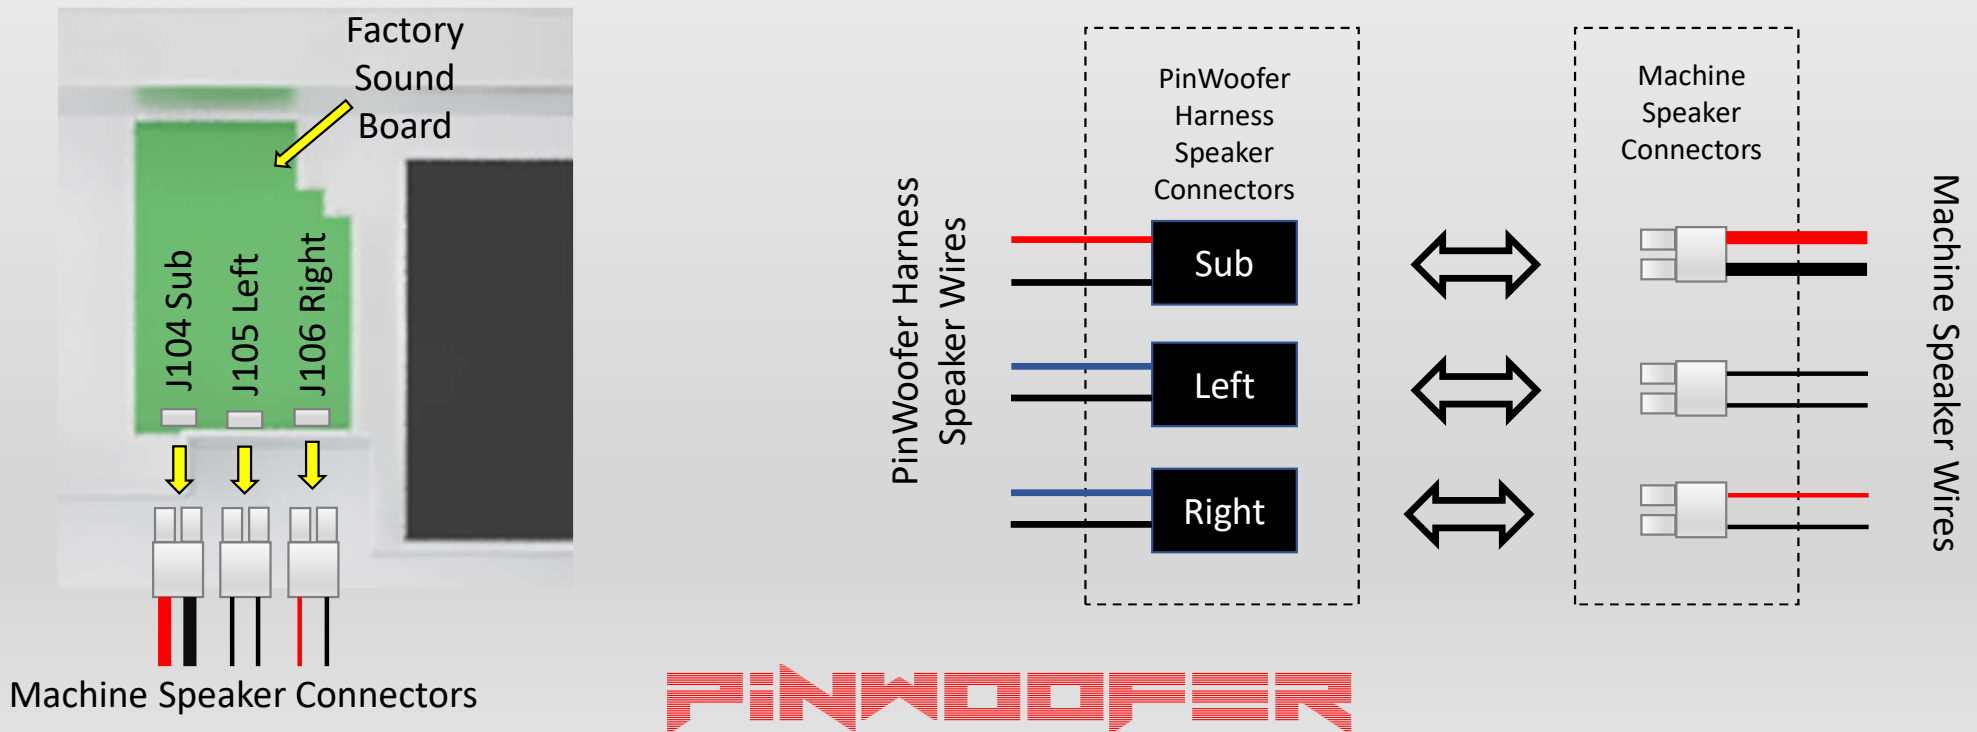 Factory
Sound
Board
J104 Sub
J105 Left
J106 Right
Machine Speaker Connectors
PinWoofer Harness
Speaker Wires
PinWoofer
Harness
Speaker
Connectors
Sub
Left
Right
Machine
Speaker
Connectors
Machine Speaker Wires
PINWOOFER